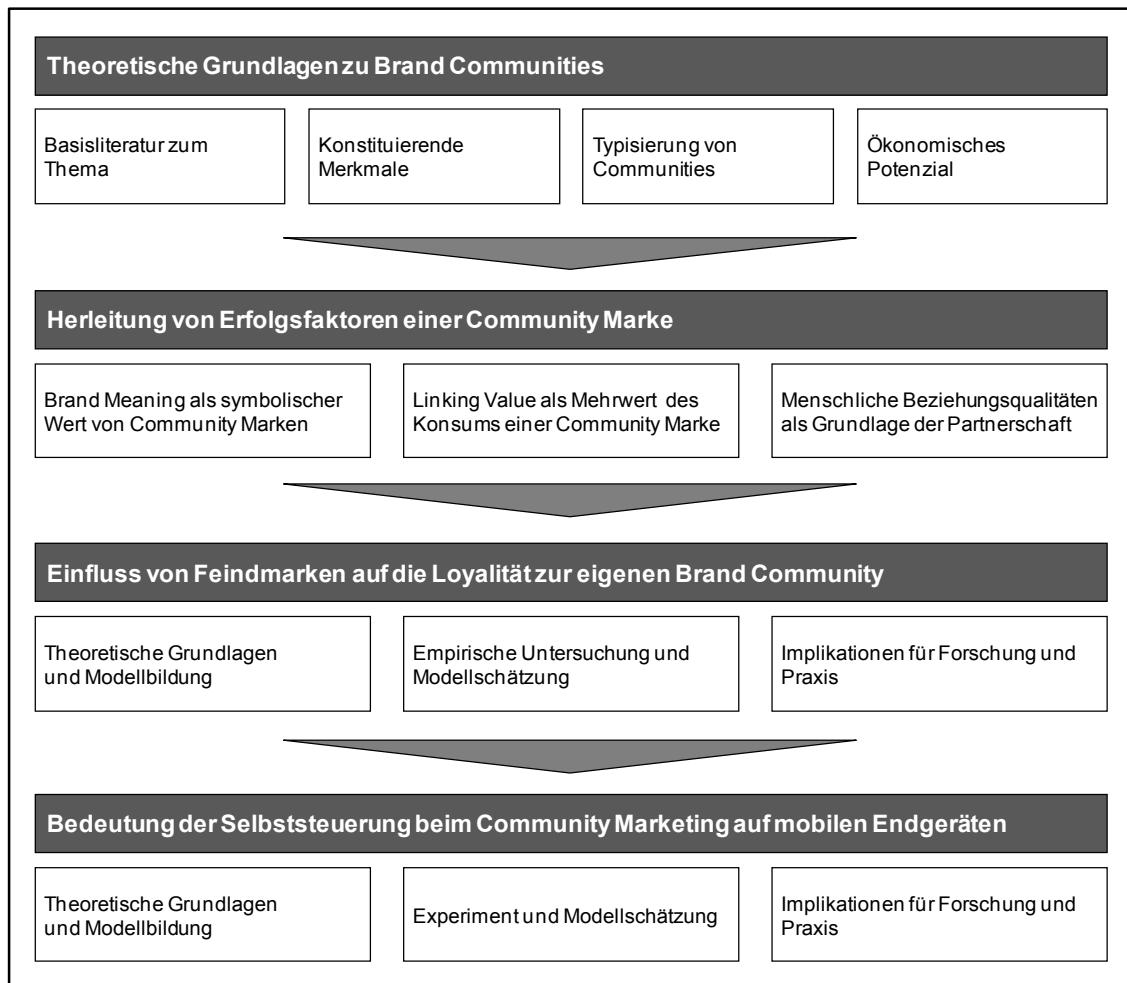 Theoretische Grundlagen zu Brand Communities
Basisliteratur zum
Thema
Konstituierende
Merkmale
Typisierung von
Communities
Ökonomisches
Potenzial
Herleitung von Erfolgsfaktoren einer Community Marke
Brand Meaning als symbolischer
Wert von Community Marken
Linking Value als Mehrwert des
Konsums einer Community Marke
Menschliche Beziehungsqualitäten
als Grundlage der Partnerschaft
Einfluss von Feindmarken auf die Loyalität zur eigenen Brand Community
Theoretische Grundlagen
und Modellbildung
Empirische Untersuchung und
Modellschätzung
Implikationen für Forschung und
Praxis
Bedeutung der Selbststeuerung beim Community Marketing auf mobilen Endgeräten
Theoretische Grundlagen
und Modellbildung
Experiment und Modellschätzung
Implikationen für Forschung und
Praxis